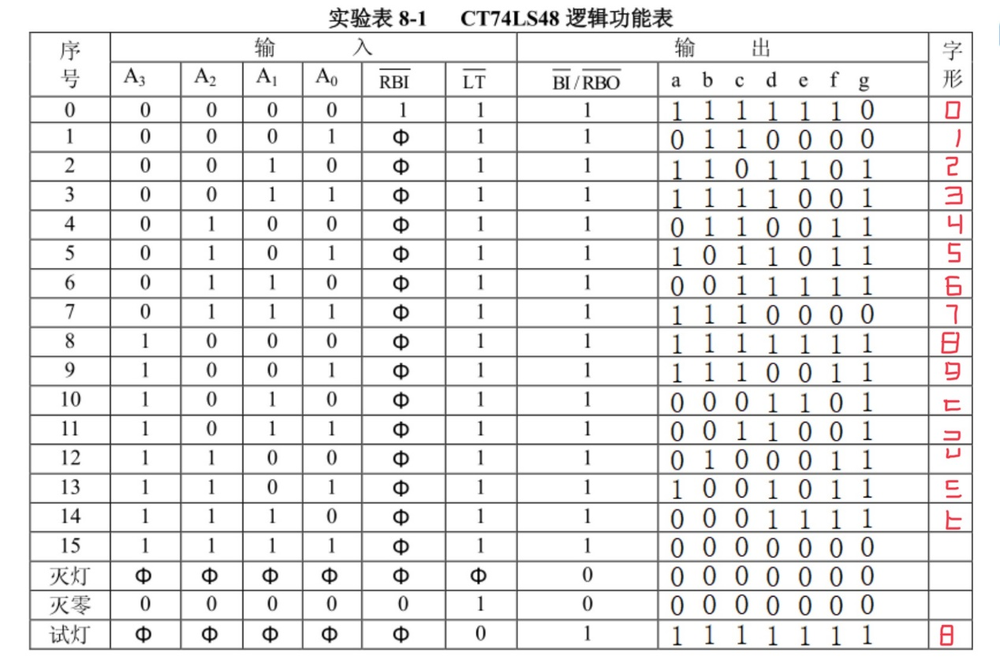 实验表 8-1 CT74LS48 逻辑功能表
序号 输 入 输 出 字形
A₃ A₂ A₁ A₀ R̅B̅I̅ L̅T̅ B̅I̅/R̅B̅O̅ a b c d e f g
0 0 0 0 0 1 1 1 1 1 1 1 1 1 0 0
1 0 0 0 1 Φ 1 1 0 1 1 0 0 0 0 1
2 0 0 1 0 Φ 1 1 1 1 0 1 1 0 1 2
3 0 0 1 1 Φ 1 1 1 1 1 1 0 0 1 3
4 0 1 0 0 Φ 1 1 0 1 1 0 0 1 1 4
5 0 1 0 1 Φ 1 1 1 0 1 1 0 1 1 5
6 0 1 1 0 Φ 1 1 0 0 1 1 1 1 1 6
7 0 1 1 1 Φ 1 1 1 1 1 0 0 0 0 7
8 1 0 0 0 Φ 1 1 1 1 1 1 1 1 1 8
9 1 0 0 1 Φ 1 1 1 1 1 0 0 1 1 9
10 1 0 1 0 Φ 1 1 0 0 0 1 1 0 1
11 1 0 1 1 Φ 1 1 0 0 1 1 0 0 1
12 1 1 0 0 Φ 1 1 0 1 0 0 0 1 1
13 1 1 0 1 Φ 1 1 1 0 0 1 0 1 1
14 1 1 1 0 Φ 1 1 0 0 0 1 1 1 1
15 1 1 1 1 Φ 1 1 0 0 0 0 0 0 0
灭灯 Φ Φ Φ Φ Φ Φ 0 0 0 0 0 0 0 0
灭零 0 0 0 0 0 1 0 0 0 0 0 0 0 0
试灯 Φ Φ Φ Φ Φ 0 1 1 1 1 1 1 1 1 8